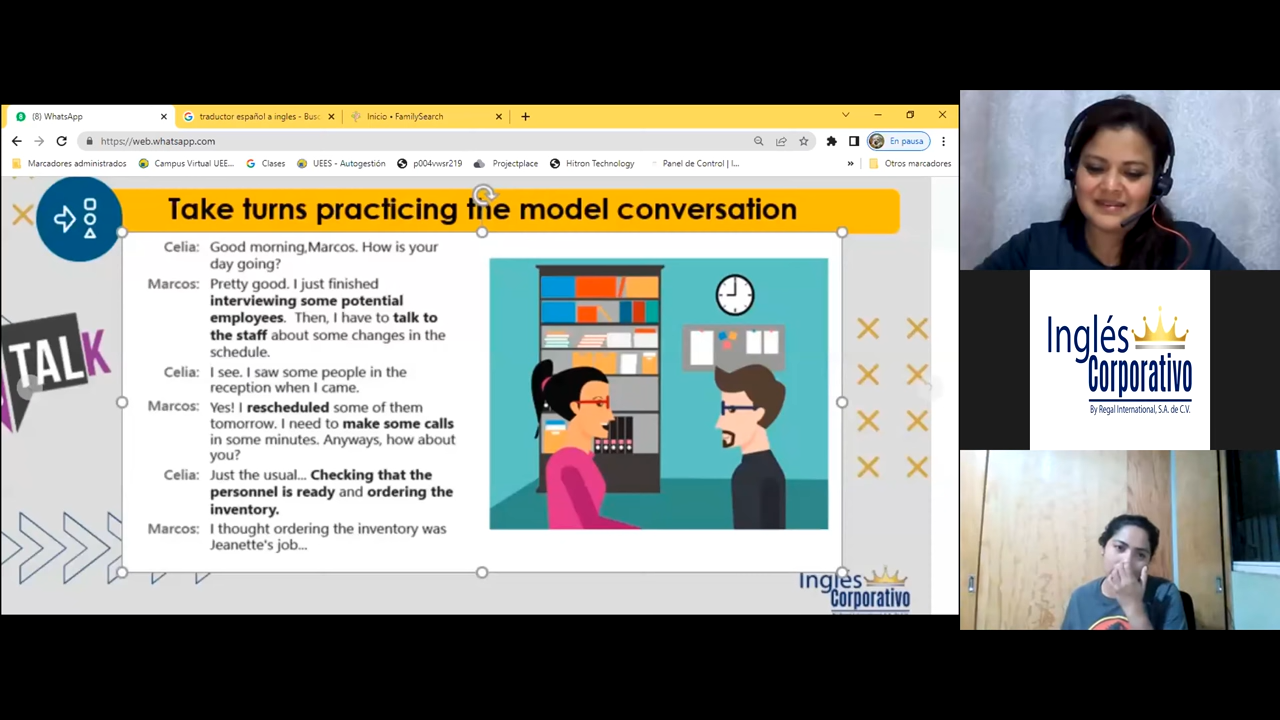 (8) WhatsApp
traductor español a ingles - Bus
Inicio • FamilySearch
https://web.whatsapp.com
En pausa
Marcadores administrados
Campus Virtual UEE...
Clases
UEES - Autogestión
p004vwsr219
Projectplace
Hitron Technology
Panel de Control | I...
Otros marcadores
Take turns practicing the model conversation
TALK
Celia: Good morning,Marcos. How is your
day going?
Marcos: Pretty good. I just finished
interviewing some potential
employees. Then, I have to talk to
the staff about some changes in the
schedule.
Celia: I see. I saw some people in the
reception when I came.
Marcos: Yes! I rescheduled some of them
tomorrow. I need to make some calls
in some minutes. Anyways, how about
you?
Celia: Just the usual... Checking that the
personnel is ready and ordering the
inventory.
Marcos: I thought ordering the inventory was
Jeanette's job...
Inglés
Corporativo
Inglés
Corporativo
By Regal International, S.A. de C.V.